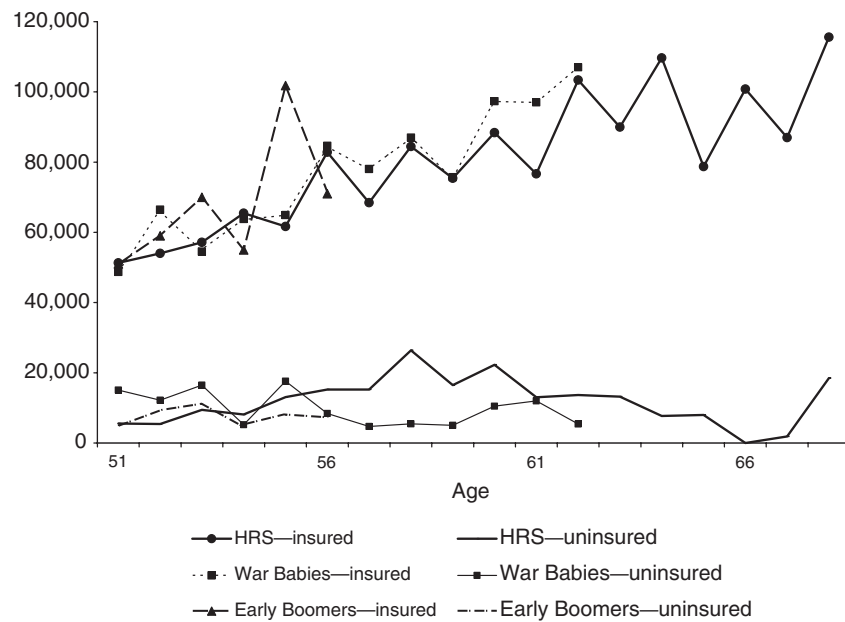 120,000
100,000
80,000
60,000
40,000
20,000
0
51 56 61 66
Age
HRS—insured HRS—uninsured
War Babies—insured War Babies—uninsured
Early Boomers—insured Early Boomers—uninsured